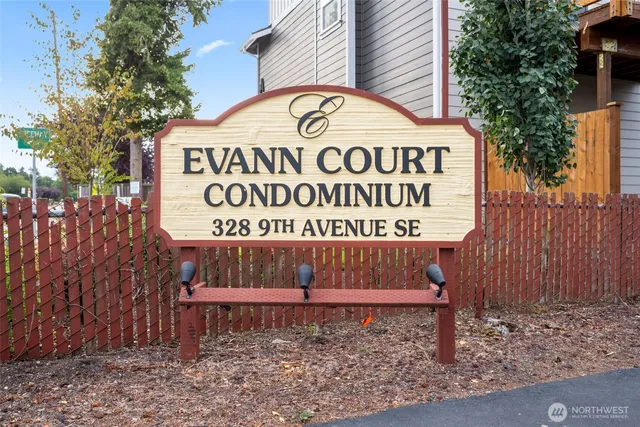 E
EVANN COURT
CONDOMINIUM
328 9TH AVENUE SE
NORTHWEST